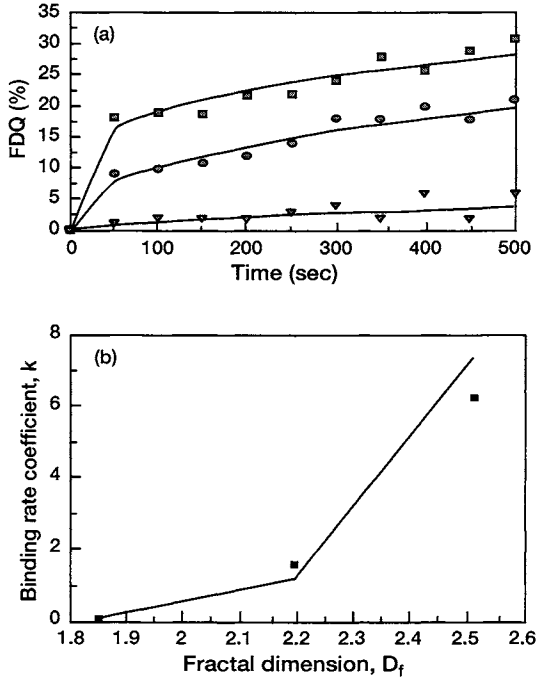 (a)
FDQ (%)
35
30
25
20
15
10
5
0
0 100 200 300 400 500
Time (sec)
(b)
Binding rate coefficient, k
8
6
4
2
0
1.8 1.9 2 2.1 2.2 2.3 2.4 2.5 2.6
Fractal dimension, Df